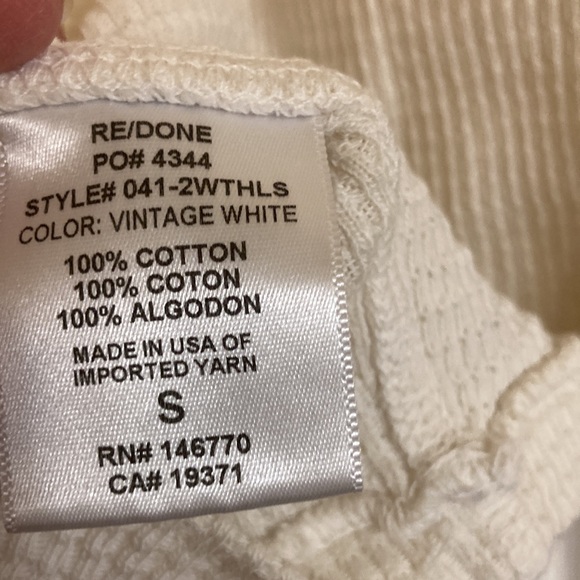 RE/DONE
PO# 4344
STYLE# 041-2WTHLS
COLOR: VINTAGE WHITE
100% COTTON
100% COTON
100% ALGODON
MADE IN USA OF
IMPORTED YARN
S
RN# 146770
CA# 19371